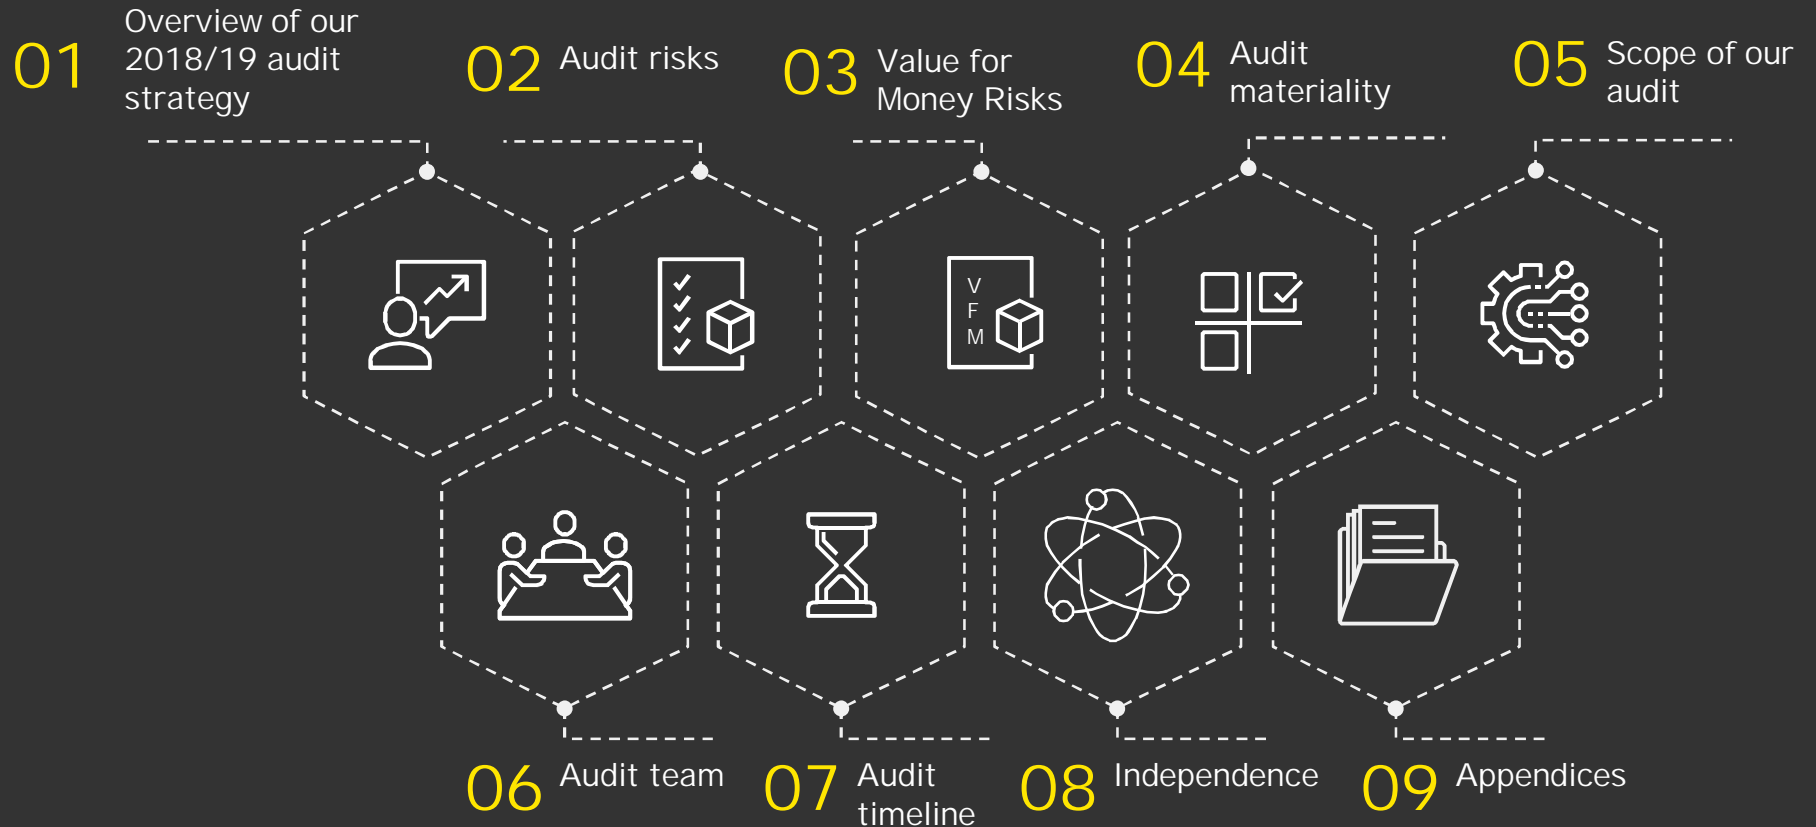 01
Overview of our
2018/19 audit
strategy
02
Audit risks
03
Value for
Money Risks
04
Audit
materiality
05
Scope of our
audit
V
F
M
06
Audit team
07
Audit
timeline
08
Independence
09
Appendices